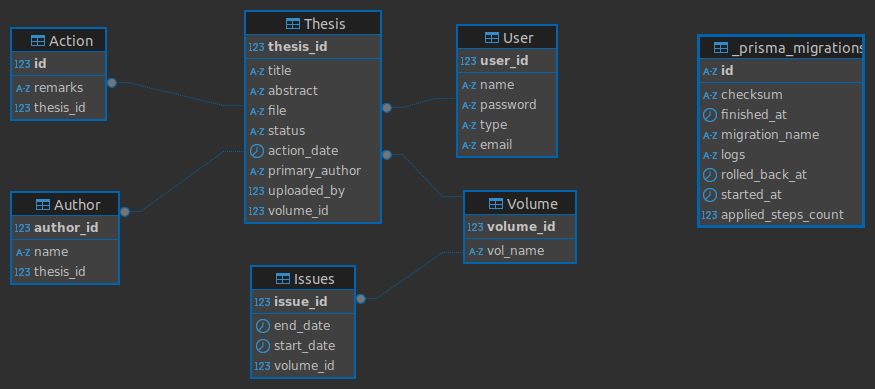 Action
123 id
A-Z remarks
123 thesis_id
Thesis
123 thesis_id
A-Z title
A-Z abstract
A-Z file
A-Z status
action_date
A-Z primary_author
123 uploaded_by
123 volume_id
User
123 user_id
A-Z name
A-Z password
A-Z type
A-Z email
_prisma_migrations
A-Z id
A-Z checksum
finished_at
A-Z migration_name
A-Z logs
rolled_back_at
started_at
123 applied_steps_count
Author
123 author_id
A-Z name
123 thesis_id
Volume
123 volume_id
A-Z vol_name
Issues
123 issue_id
end_date
start_date
123 volume_id